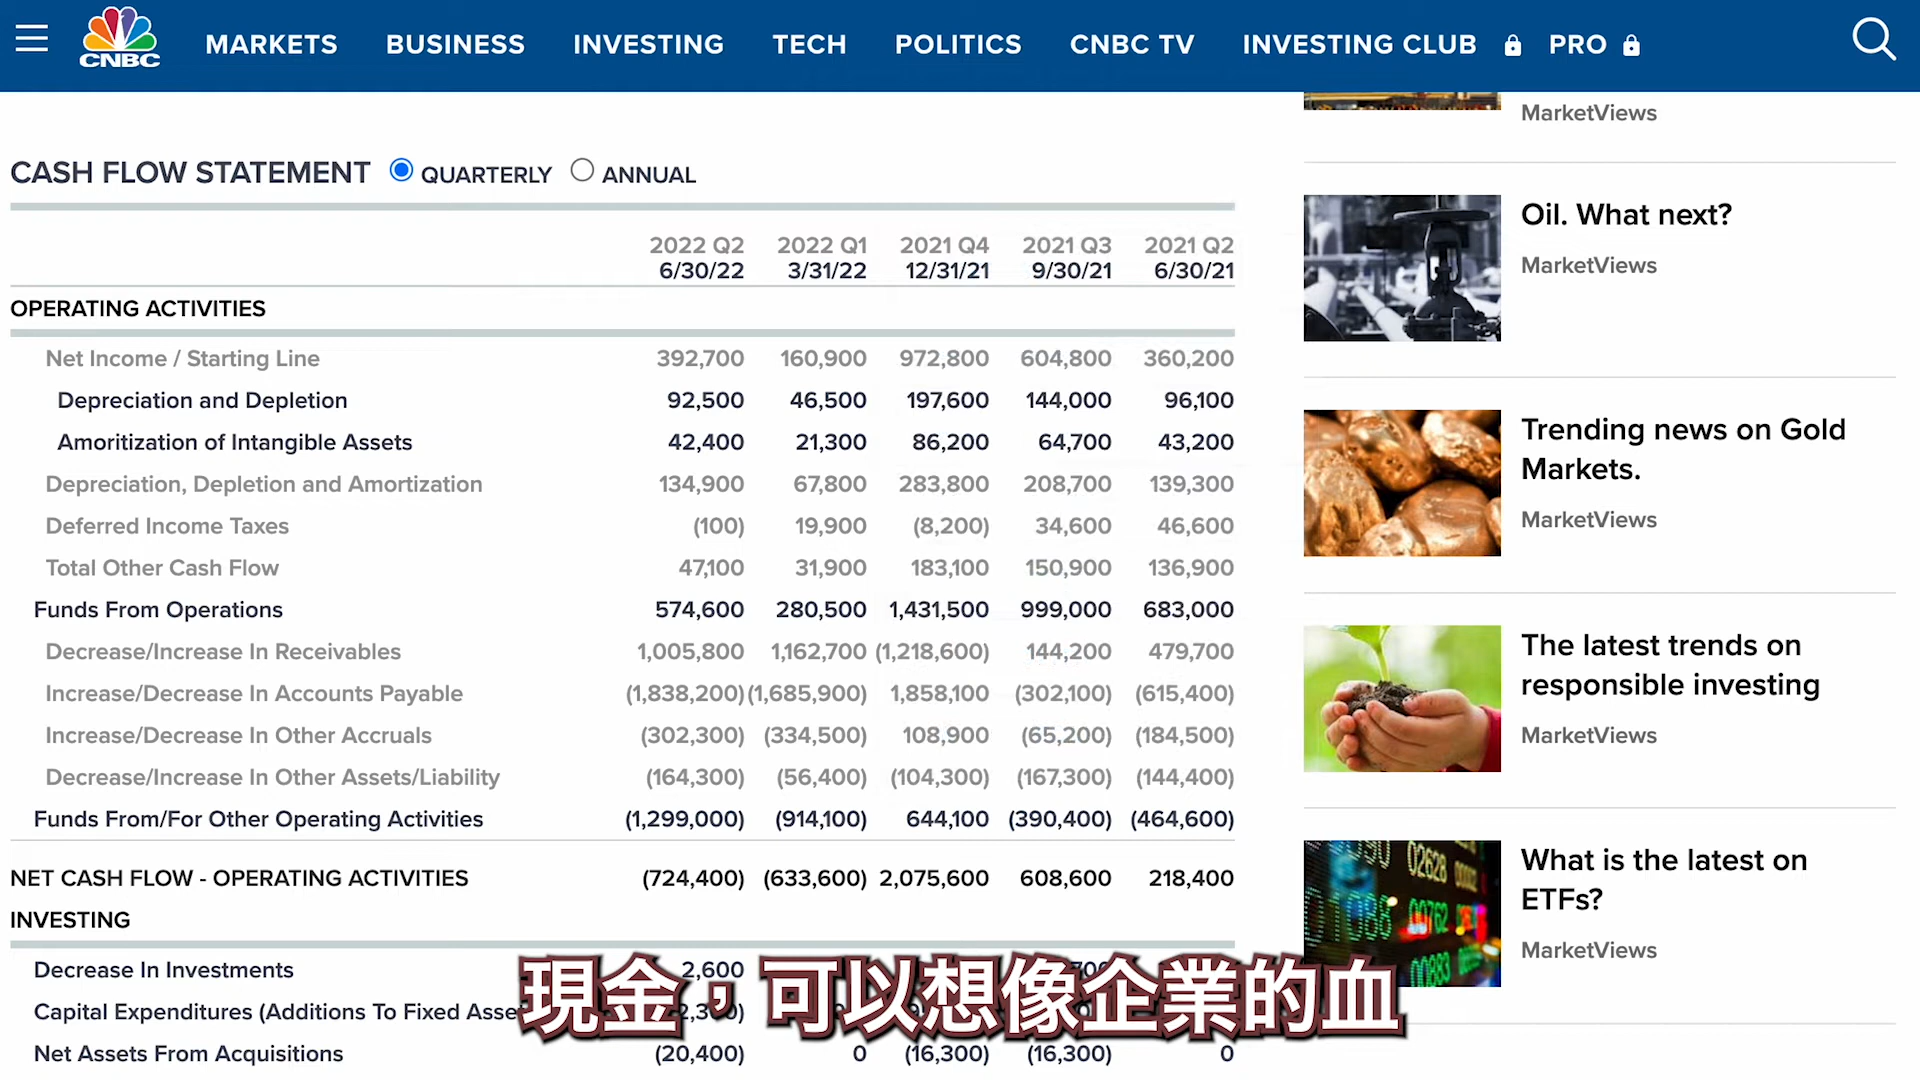 CNBC
MARKETS BUSINESS INVESTING TECH POLITICS CNBC TV INVESTING CLUB PRO
CASH FLOW STATEMENT QUARTERLY ANNUAL
2022 Q2 2022 Q1 2021 Q4 2021 Q3 2021 Q2
6/30/22 3/31/22 12/31/21 9/30/21 6/30/21
OPERATING ACTIVITIES
Net Income / Starting Line 392,700 160,900 972,800 604,800 360,200
Depreciation and Depletion 92,500 46,500 197,600 144,000 96,100
Amoritization of Intangible Assets 42,400 21,300 86,200 64,700 43,200
Depreciation, Depletion and Amortization 134,900 67,800 283,800 208,700 139,300
Deferred Income Taxes (100) 19,900 (8,200) 34,600 46,600
Total Other Cash Flow 47,100 31,900 183,100 150,900 136,900
Funds From Operations 574,600 280,500 1,431,500 999,000 683,000
Decrease/Increase In Receivables 1,005,800 1,162,700 (1,218,600) 144,200 479,700
Increase/Decrease In Accounts Payable (1,838,200) (1,685,900) 1,858,100 (302,100) (615,400)
Increase/Decrease In Other Accruals (302,300) (334,500) 108,900 (65,200) (184,500)
Decrease/Increase In Other Assets/Liability (164,300) (56,400) (104,300) (167,300) (144,400)
Funds From/For Other Operating Activities (1,299,000) (914,100) 644,100 (390,400) (464,600)
NET CASH FLOW - OPERATING ACTIVITIES (724,400) (633,600) 2,075,600 608,600 218,400
INVESTING
Decrease In Investments 2,600
Capital Expenditures (Additions To Fixed
Net Assets From Acquisitions (20,400) 0 (16,300) (16,300) 0
現金，可以想像企業的血
MarketViews
Oil. What next?
MarketViews
Trending news on Gold
Markets.
MarketViews
The latest trends on
responsible investing
MarketViews
What is the latest on
ETFs?
MarketViews
02628
00762
00883